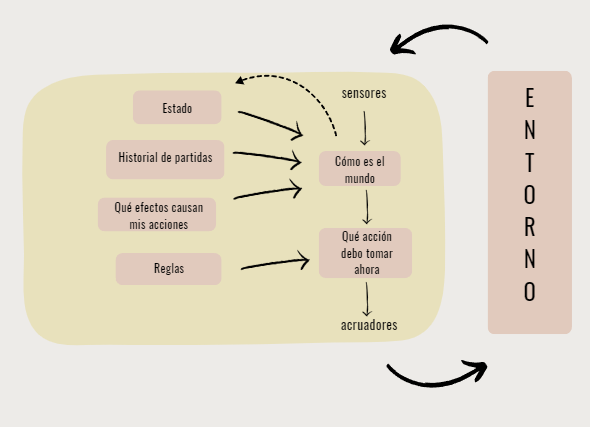 sensores
Estado
Historial de partidas
Cómo es el
mundo
Qué efectos causan
mis acciones
Qué acción
debo tomar
ahora
Reglas
acruadores
ENTORNO